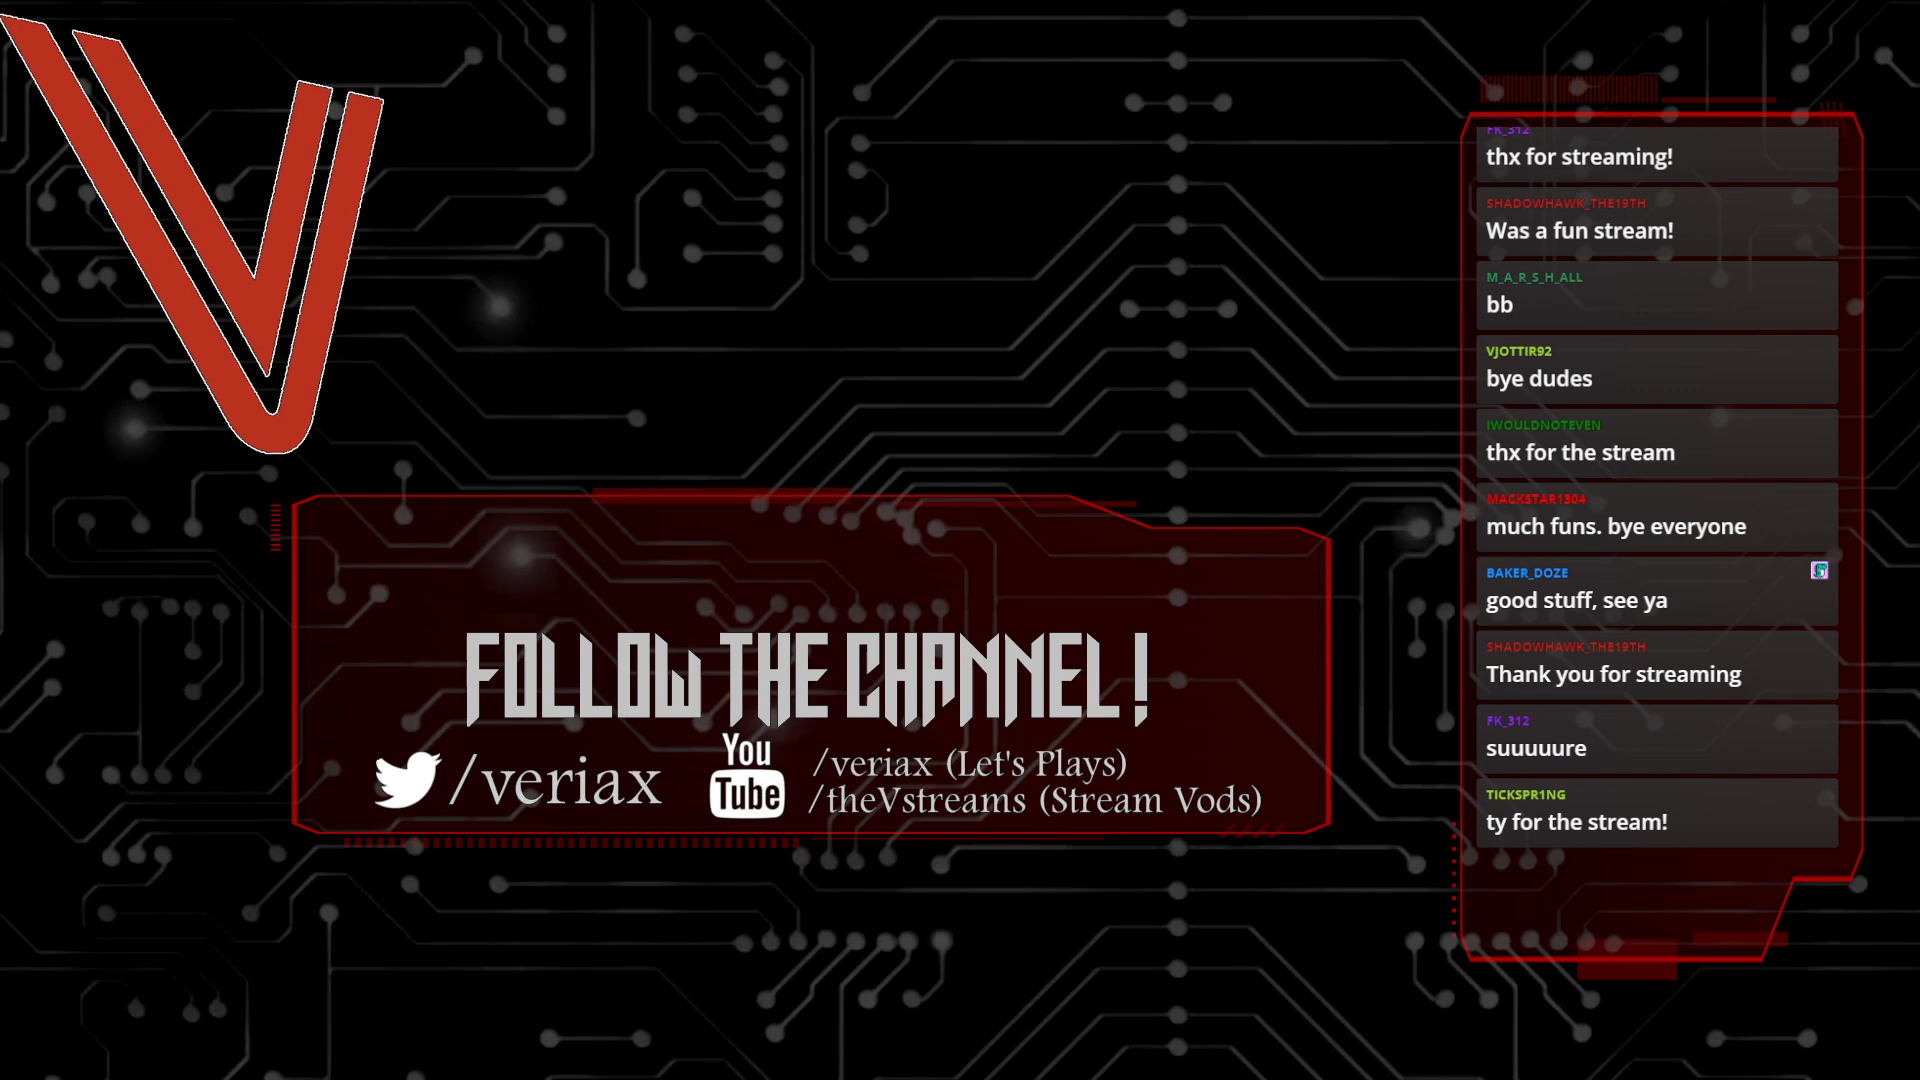 FK_312
thx for streaming!
SHADOWHAWK_THE19TH
Was a fun stream!
M_A_R_S_H_ALL
bb
VJOTTIR92
bye dudes
IWOULDNOTEVEN
thx for the stream
MACKSTAR1304
much funs. bye everyone
BAKER_DOZE
good stuff, see ya
SHADOWHAWK_THE19TH
Thank you for streaming
FK_312
suuuuure
TICKSPR1NG
ty for the stream!
FOLLOW THE CHANNEL!
/veriax
You
Tube
/veriax (Let's Plays)
/theVstreams (Stream Vods)